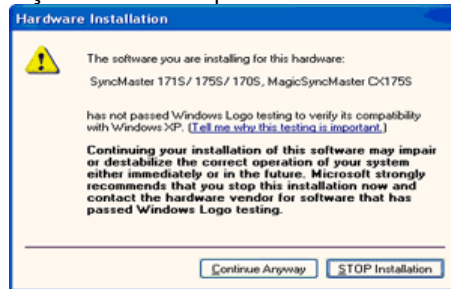 Hardware Installation
The software you are installing for this hardware:
SyncMaster 171S/ 175S/ 170S, MagicSyncMaster CX175S
has not passed Windows Logo testing to verify its compatibility
with Windows XP. (Tell me why this testing is important.)
Continuing your installation of this software may impair
or destabilize the correct operation of your system
either immediately or in the future. Microsoft strongly
recommends that you stop this installation now and
contact the hardware vendor for software that has
passed Windows Logo testing.
Continue Anyway
STOP Installation